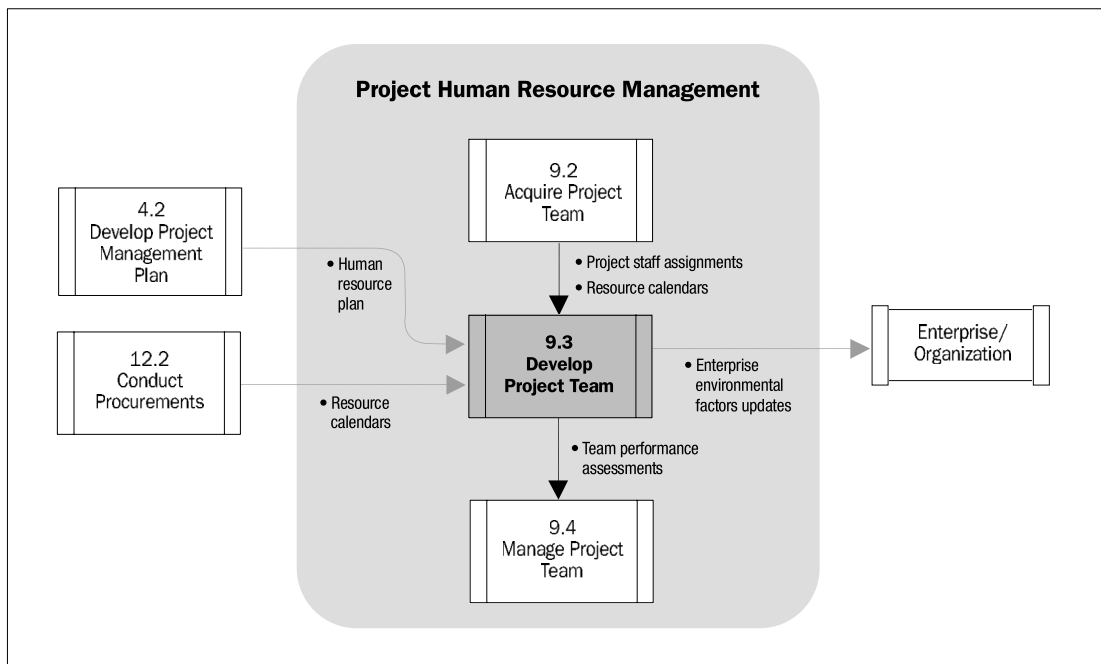 Project Human Resource Management
9.2
Acquire Project
Team
4.2
Develop Project
Management
Plan
• Human
resource
plan
• Project staff assignments
• Resource calendars
12.2
Conduct
Procurements
• Resource
calendars
9.3
Develop
Project Team
• Enterprise
environmental
factors updates
Enterprise/
Organization
• Team performance
assessments
9.4
Manage Project
Team